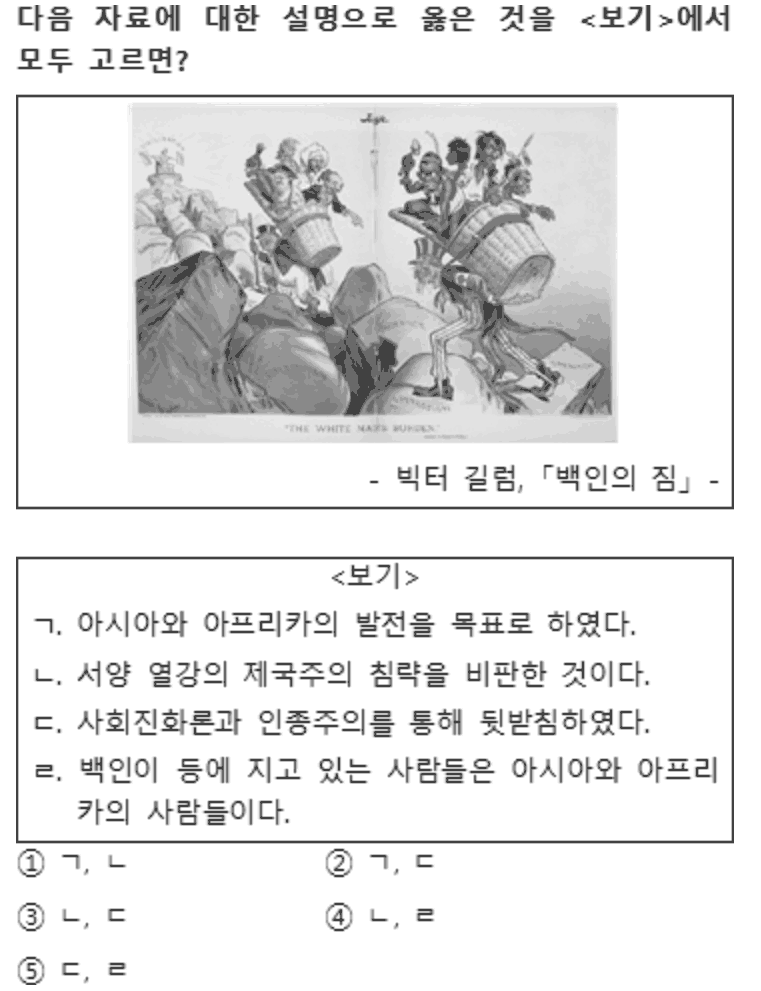 다음 자료에 대한 설명으로 옳은 것을 <보기>에서
모두 고르면?
"THE WHITE MAN'S BURDEN."
- 빅터 길럼, 「백인의 짐」 -
<보기>
ㄱ. 아시아와 아프리카의 발전을 목표로 하였다.
ㄴ. 서양 열강의 제국주의 침략을 비판한 것이다.
ㄷ. 사회진화론과 인종주의를 통해 뒷받침하였다.
ㄹ. 백인이 등에 지고 있는 사람들은 아시아와 아프리
카의 사람들이다.
① ㄱ, ㄴ
② ㄱ, ㄷ
③ ㄴ, ㄷ
④ ㄴ, ㄹ
⑤ ㄷ, ㄹ